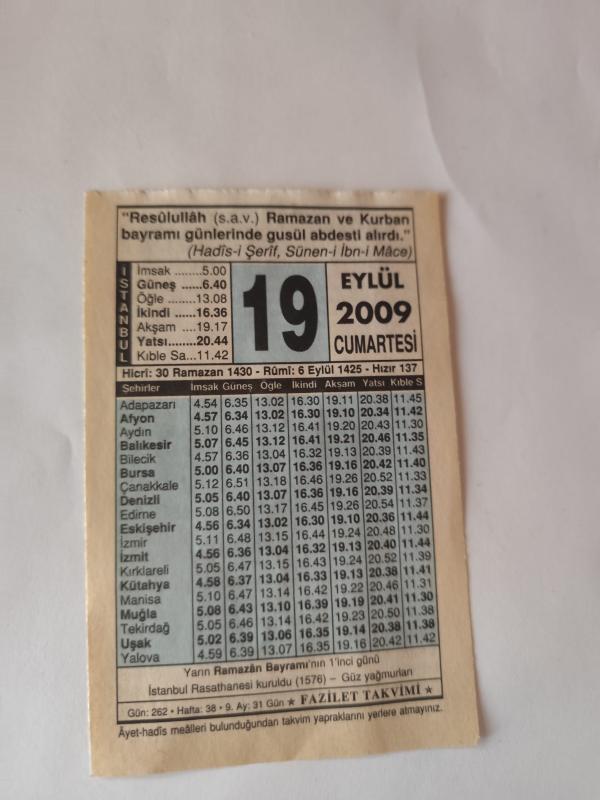 "Resûlullâh (s.a.v.) Ramazan ve Kurban
bayramı günlerinde gusül abdesti alırdı."
(Hadîs-i Şerîf, Sünen-i İbn-i Mâce)
İSTANBUL
İmsak ........5.00
Güneş ......6.40
Öğle .........13.08
İkindi ......16.36
Akşam ....19.17
Yatsı........20.44
Kıble Sa...11.42
19
EYLÜL
2009
CUMARTESİ
Hicrî: 30 Ramazan 1430 - Rûmî: 6 Eylül 1425 - Hızır 137
Şehirler İmsak Güneş Öğle İkindi Akşam Yatsı Kıble S
Adapazarı 4.54 6.35 13.02 16.30 19.11 20.38 11.45
Afyon 4.57 6.34 13.02 16.30 19.10 20.34 11.42
Aydın 5.10 6.46 13.12 16.41 19.20 20.43 11.30
Balıkesir 5.07 6.45 13.12 16.41 19.21 20.46 11.35
Bilecik 4.57 6.36 13.04 16.32 19.13 20.39 11.43
Bursa 5.00 6.40 13.07 16.36 19.16 20.42 11.40
Çanakkale 5.12 6.51 13.18 16.46 19.26 20.52 11.33
Denizli 5.05 6.40 13.07 16.36 19.16 20.39 11.34
Edirne 5.08 6.50 13.17 16.45 19.26 20.54 11.37
Eskişehir 4.56 6.34 13.02 16.30 19.10 20.36 11.44
İzmir 5.11 6.48 13.15 16.44 19.24 20.48 11.30
İzmit 4.56 6.36 13.04 16.32 19.13 20.40 11.44
Kırklareli 5.05 6.47 13.15 16.43 19.24 20.52 11.39
Kütahya 4.58 6.37 13.04 16.33 19.13 20.38 11.41
Manisa 5.10 6.47 13.14 16.42 19.22 20.46 11.31
Muğla 5.08 6.43 13.10 16.39 19.19 20.41 11.30
Tekirdağ 5.05 6.46 13.14 16.42 19.23 20.50 11.38
Uşak 5.02 6.39 13.06 16.35 19.14 20.38 11.38
Yalova 4.59 6.39 13.07 16.35 19.16 20.42 11.42
Yarın Ramazân Bayramı'nın 1'inci günü
İstanbul Rasathanesi kuruldu (1576) – Güz yağmurları
Gün: 262 • Hafta: 38 • 9. Ay: 31 Gün ★ FAZİLET TAKVİMİ ★
Âyet-hadîs meâlleri bulunduğundan takvim yapraklarını yerlere atmayınız.